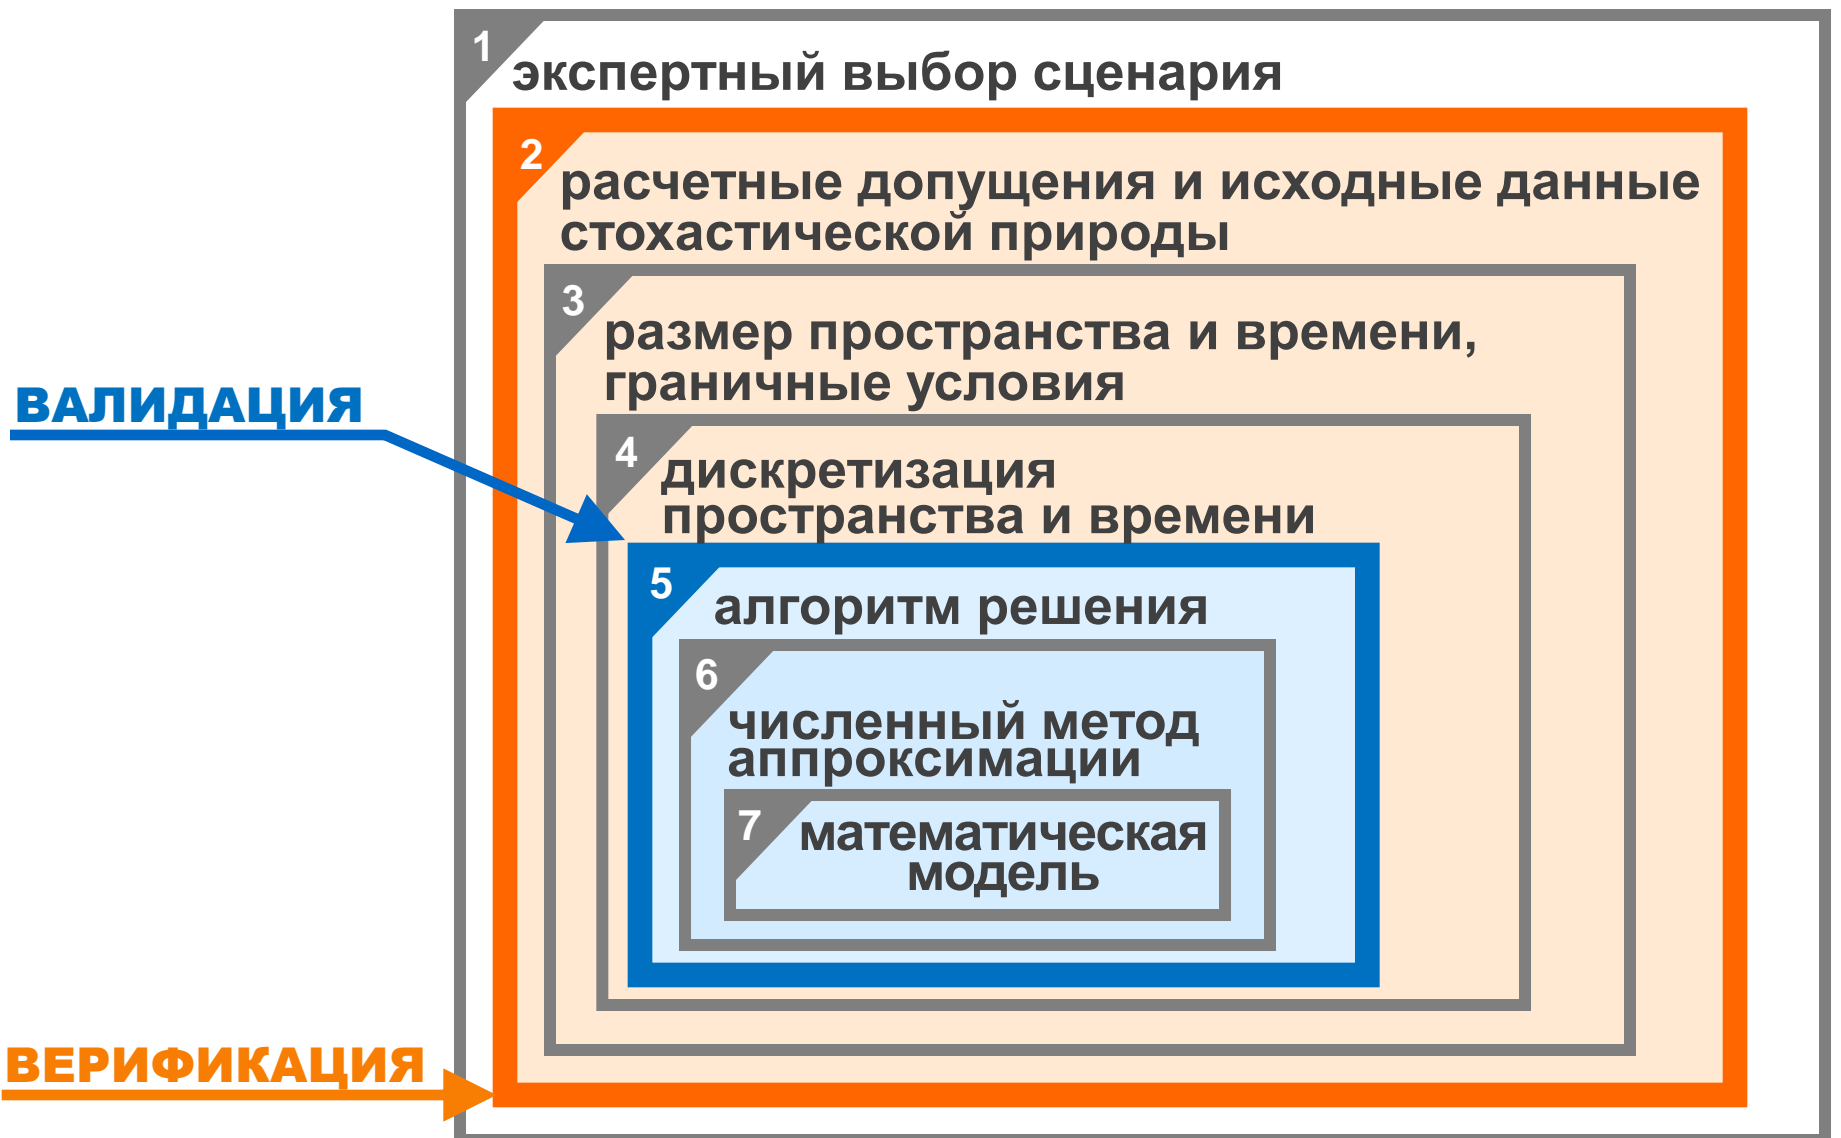 1
экспертный выбор сценария
2
расчетные допущения и исходные данные
стохастической природы
3
размер пространства и времени,
граничные условия
ВАЛИДАЦИЯ
4
дискретизация
пространства и времени
5
алгоритм решения
6
численный метод
аппроксимации
7
математическая
модель
ВЕРИФИКАЦИЯ